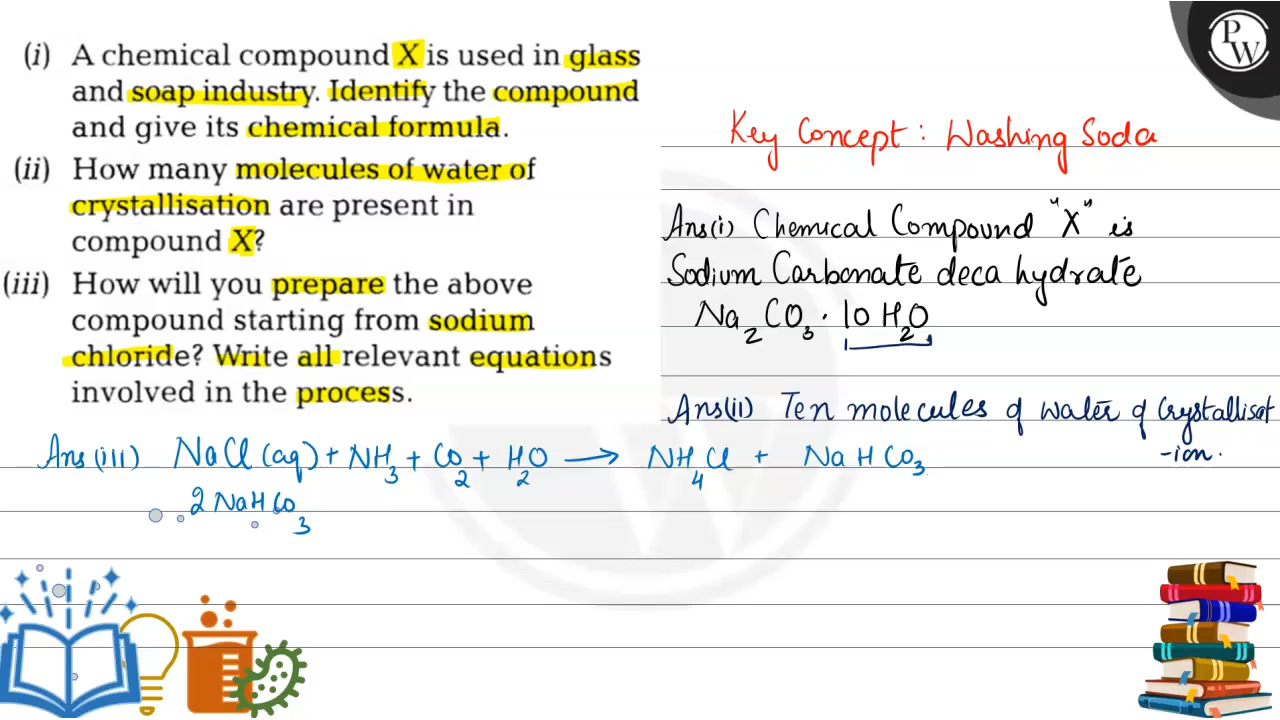 (i) A chemical compound X is used in glass
and soap industry. Identify the compound
and give its chemical formula.
(ii) How many molecules of water of
crystallisation are present in
compound X?
(iii) How will you prepare the above
compound starting from sodium
chloride? Write all relevant equations
involved in the process.
PW
Key Concept : Washing Soda
Ans(i) Chemical Compound "X" is
Sodium Carbonate deca hydrate
Na₂CO₃ · 10 H₂O
Ans(ii) Ten molecules of water of Crystallisat
-ion.
Ans(iii) NaCl(aq) + NH₃ + CO₂ + H₂O → NH₄Cl + NaHCO₃
2 NaHCO₃